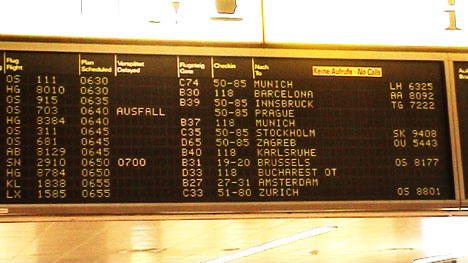 Flug Plan Verspätet Flugsteig Checkin Nach Keine Aufrufe - No Calls
Flight Scheduled Delayed Gate To
OS 111 0630 C74 50-85 MUNICH LH 6325
HG 8010 0630 B30 118 BARCELONA AA 8092
OS 915 0635 B39 50-85 INNSBRUCK TG 7222
OS 703 0640 AUSFALL 50-85 PRAGUE
HG 8384 0640 B37 118 MUNICH
OS 311 0645 C35 50-85 STOCKHOLM SK 9408
OS 681 0645 D65 50-85 ZAGREB OU 5443
AB 8129 0645 B40 118 KARLSRUHE
SN 2910 0650 0700 B31 19-20 BRUSSELS OS 8177
HG 8784 0650 D33 118 BUCHAREST OT
KL 1838 0655 B27 27-31 AMSTERDAM
LX 1585 0655 C33 51-80 ZURICH OS 8801